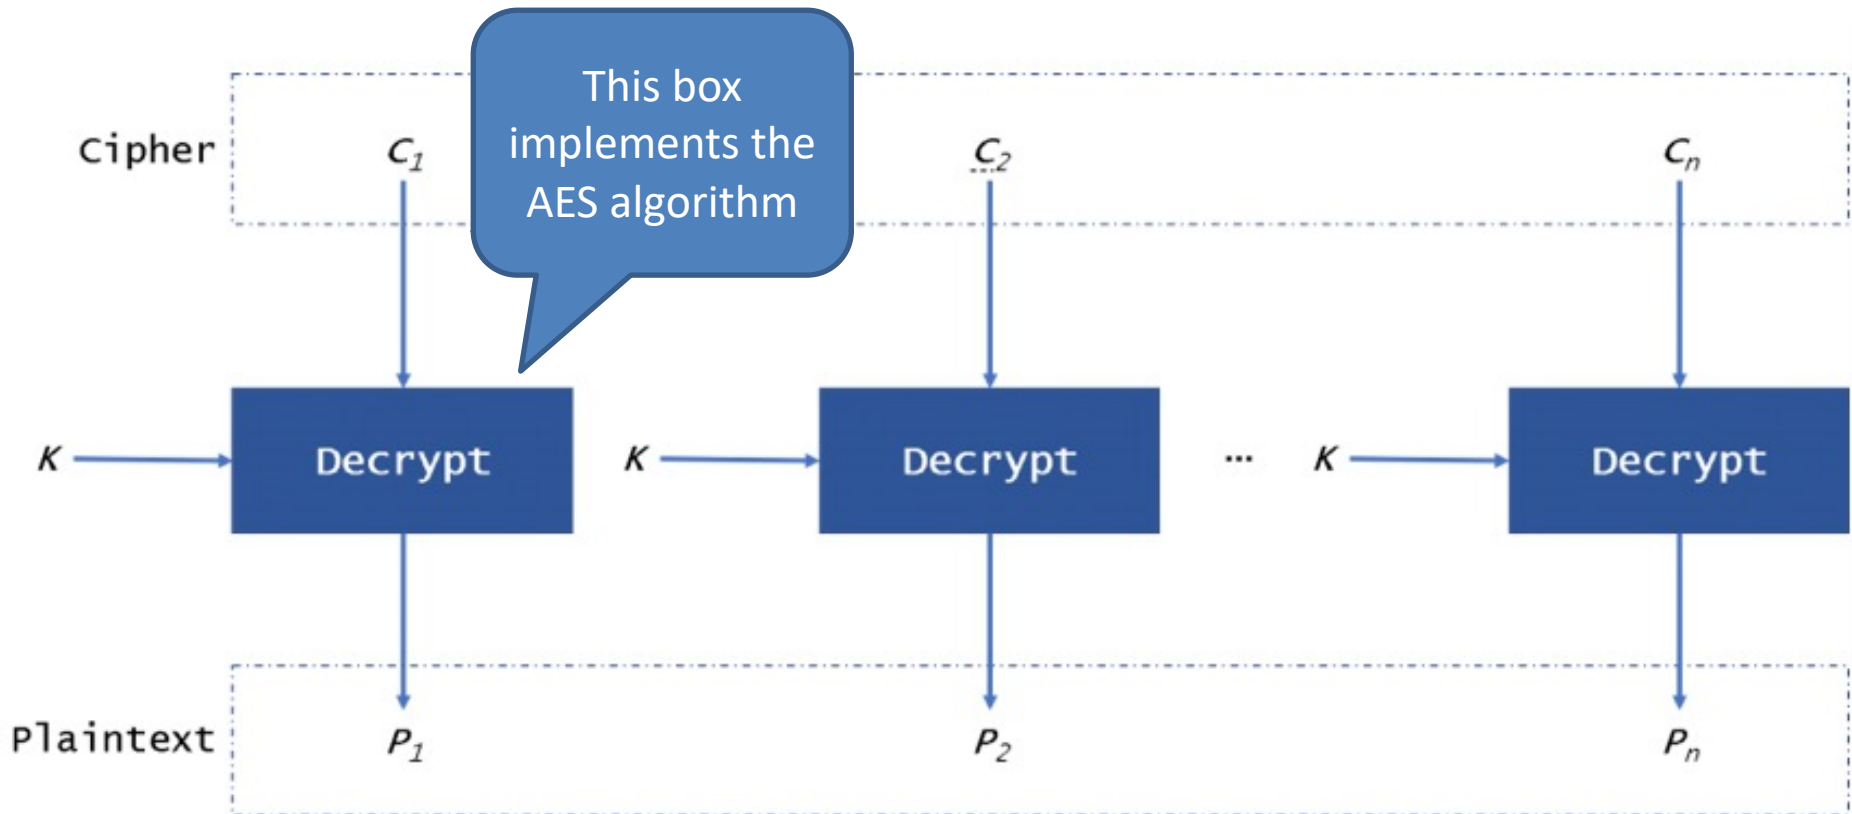 This box
implements the
AES algorithm
Cipher C₁ C₂ Cₙ
K Decrypt K Decrypt ... K Decrypt
Plaintext P₁ P₂ Pₙ